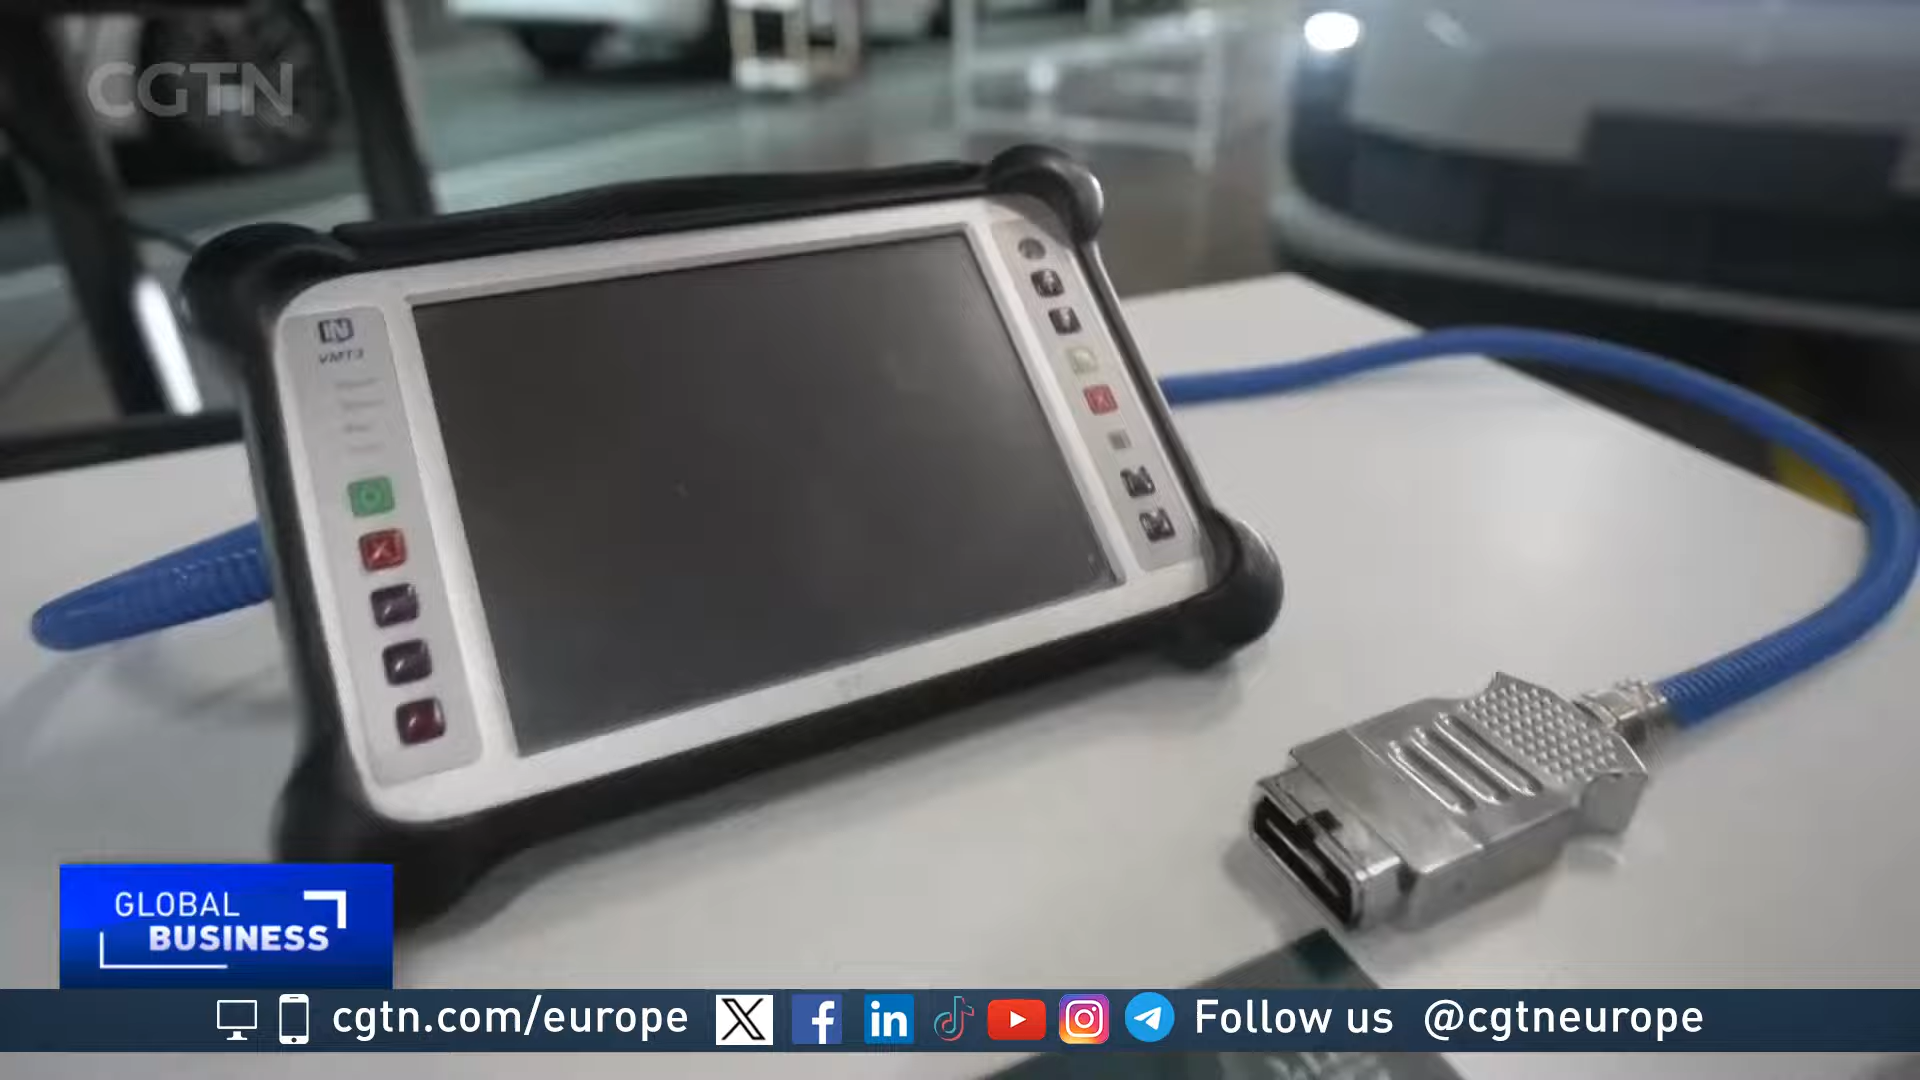 CGTN
VMT3
GLOBAL
BUSINESS
cgtn.com/europe
Follow us @cgtneurope